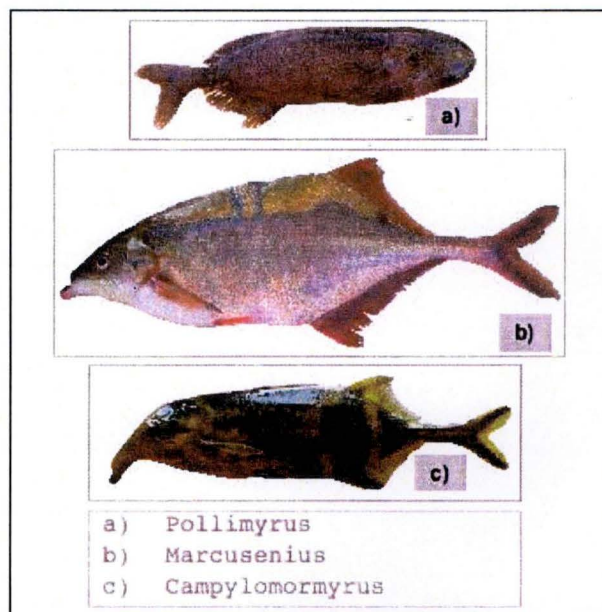 a)
b)
c)
a) Pollimyrus
b) Marcusenius
c) Campylomormyrus